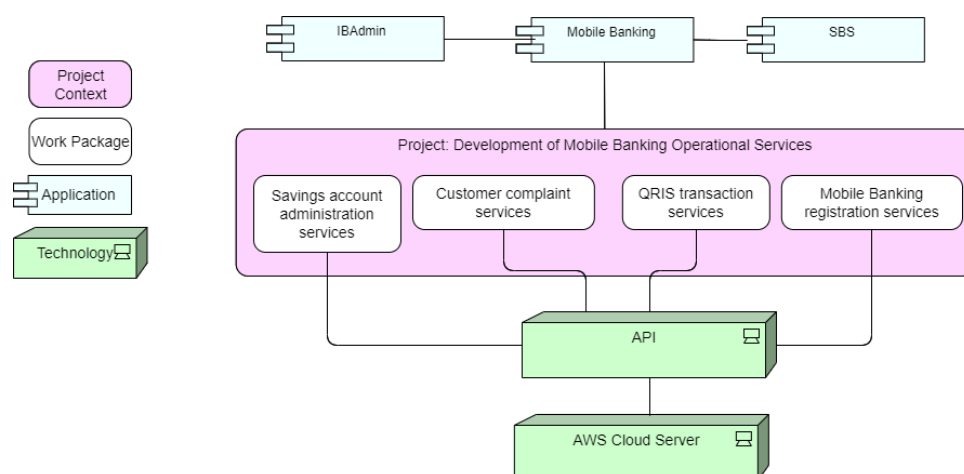 IBAdmin
Mobile Banking
SBS
Project
Context
Work Package
Application
Technology
Project: Development of Mobile Banking Operational Services
Savings account
administration
services
Customer complaint
services
QRIS transaction
services
Mobile Banking
registration services
API
AWS Cloud Server